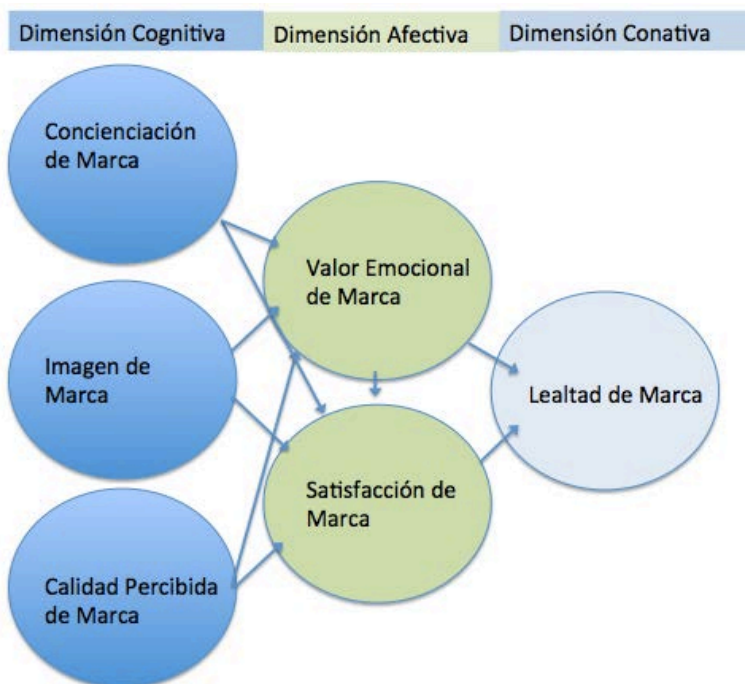 Dimensión Cognitiva
Dimensión Afectiva
Dimensión Conativa
Concienciación
de Marca
Valor Emocional
de Marca
Imagen de
Marca
Lealtad de Marca
Satisfacción de
Marca
Calidad Percibida
de Marca